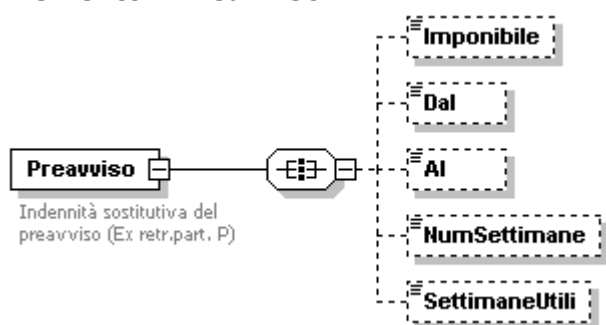 Imponibile
Dal
Preavviso
Al
Indennità sostitutiva del
preavviso (Ex retr.part. P)
NumSettimane
SettimaneUtili